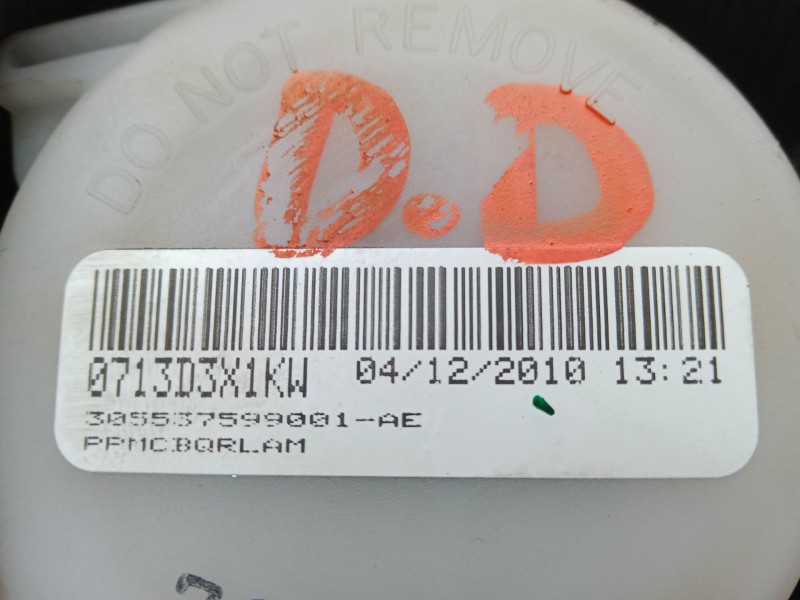 DO NOT REMOVE
D.D
0713D3X1KW 04/12/2010 13:21
305537599001-AE
PPMCBQRLAM